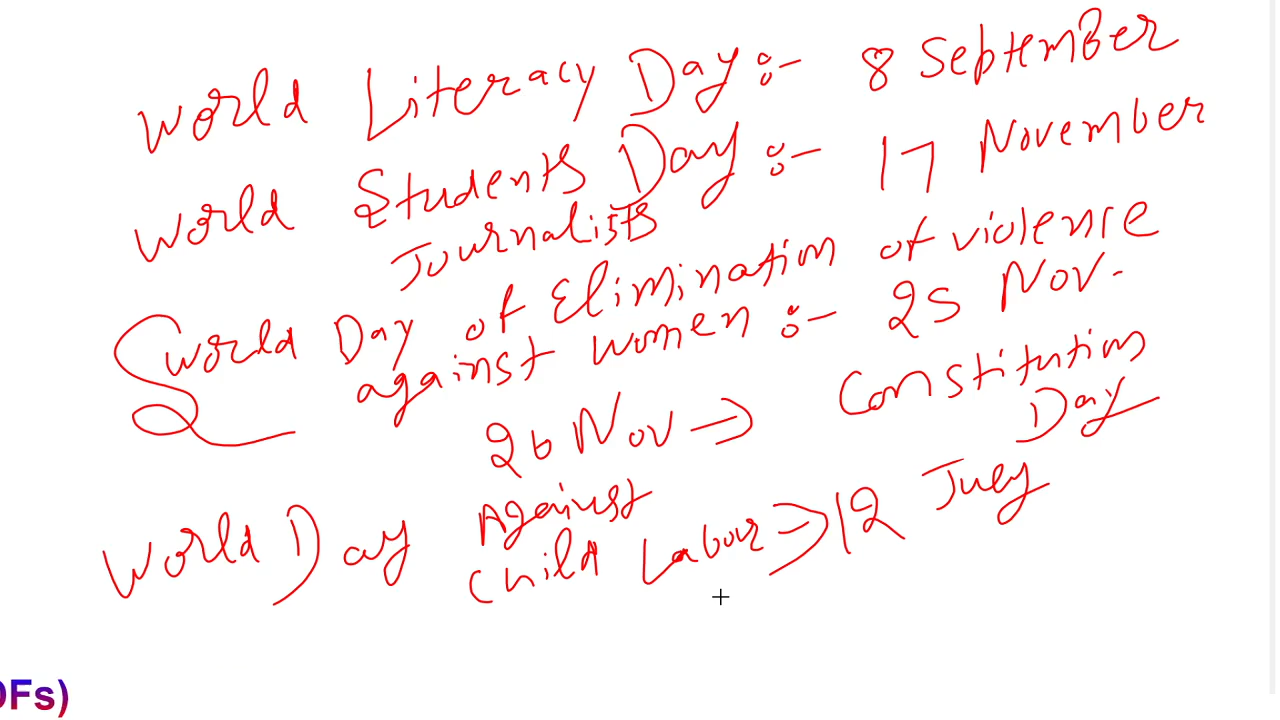 World Literacy Day :- 8 September
World Students Day :- 17 November
Journalists
World Day of Elimination of violence
against women :- 25 Nov.
26 Nov → Constitution
Day
World Day Against
Child Labour ⇒ 12 July
DFs)